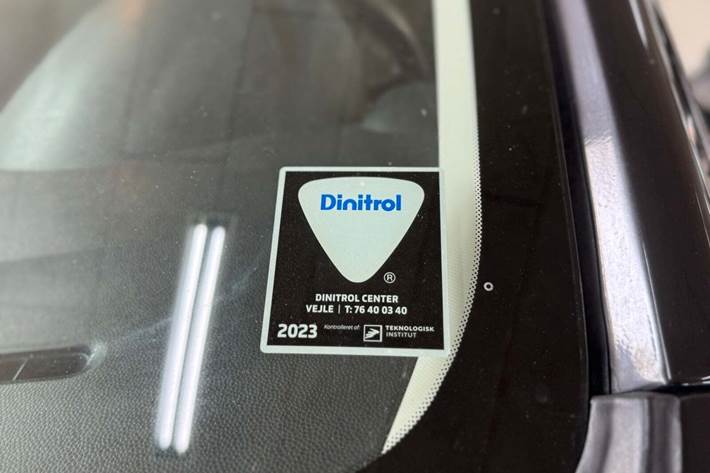 Dinitrol
®
DINITROL CENTER
VEJLE | T: 76 40 03 40
2023 Kontrolleret af: TEKNOLOGISK
INSTITUT